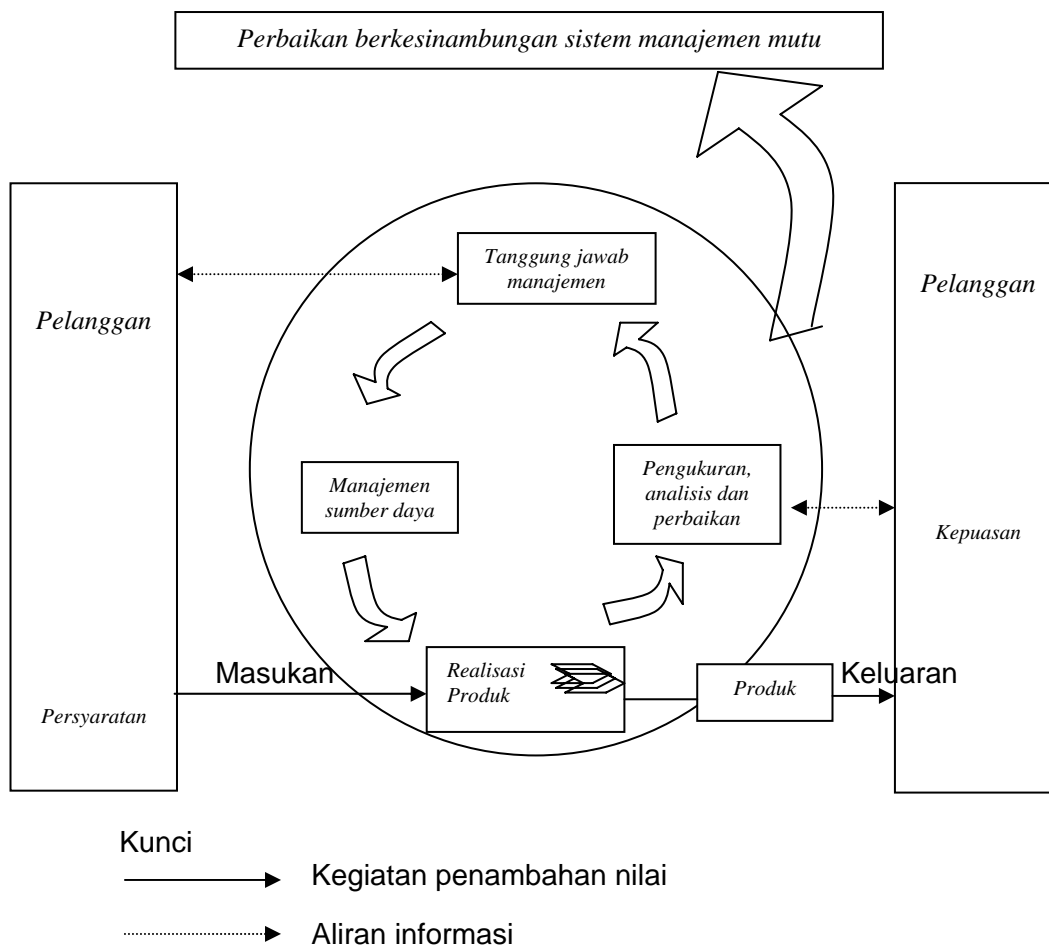 Perbaikan berkesinambungan sistem manajemen mutu
Pelanggan
Persyaratan
Tanggung jawab
manajemen
Manajemen
sumber daya
Pengukuran,
analisis dan
perbaikan
Masukan
Realisasi
Produk
Produk
Keluaran
Pelanggan
Kepuasan
Kunci
Kegiatan penambahan nilai
Aliran informasi